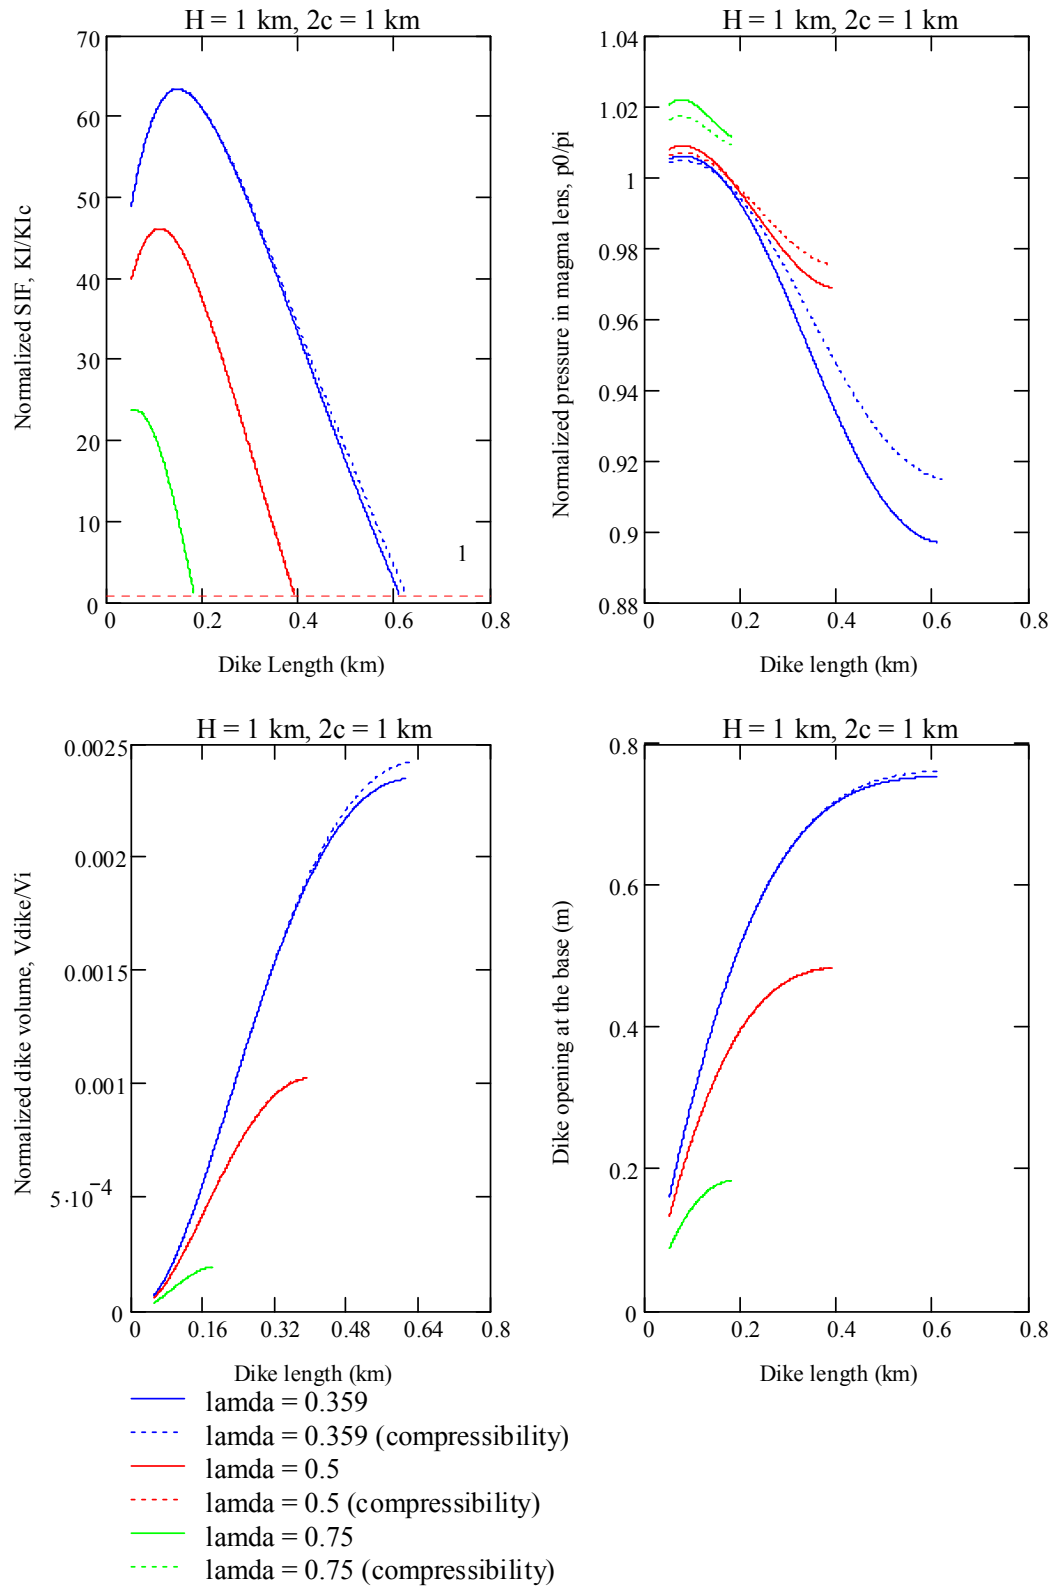 H = 1 km, 2c = 1 km
70
60
50
40
30
20
10
0
Normalized SIF, KI/KIc
1
0
0.2
0.4
0.6
0.8
Dike Length (km)
H = 1 km, 2c = 1 km
1.04
1.02
1
0.98
0.96
0.94
0.92
0.9
0.88
Normalized pressure in magma lens, p0/pi
0
0.2
0.4
0.6
0.8
Dike length (km)
H = 1 km, 2c = 1 km
0.0025
0.002
0.0015
0.001
5·10⁻⁴
0
Normalized dike volume, Vdike/Vi
0
0.16
0.32
0.48
0.64
0.8
Dike length (km)
H = 1 km, 2c = 1 km
0.8
0.6
0.4
0.2
0
Dike opening at the base (m)
0
0.2
0.4
0.6
0.8
Dike length (km)
lamda = 0.359
lamda = 0.359 (compressibility)
lamda = 0.5
lamda = 0.5 (compressibility)
lamda = 0.75
lamda = 0.75 (compressibility)